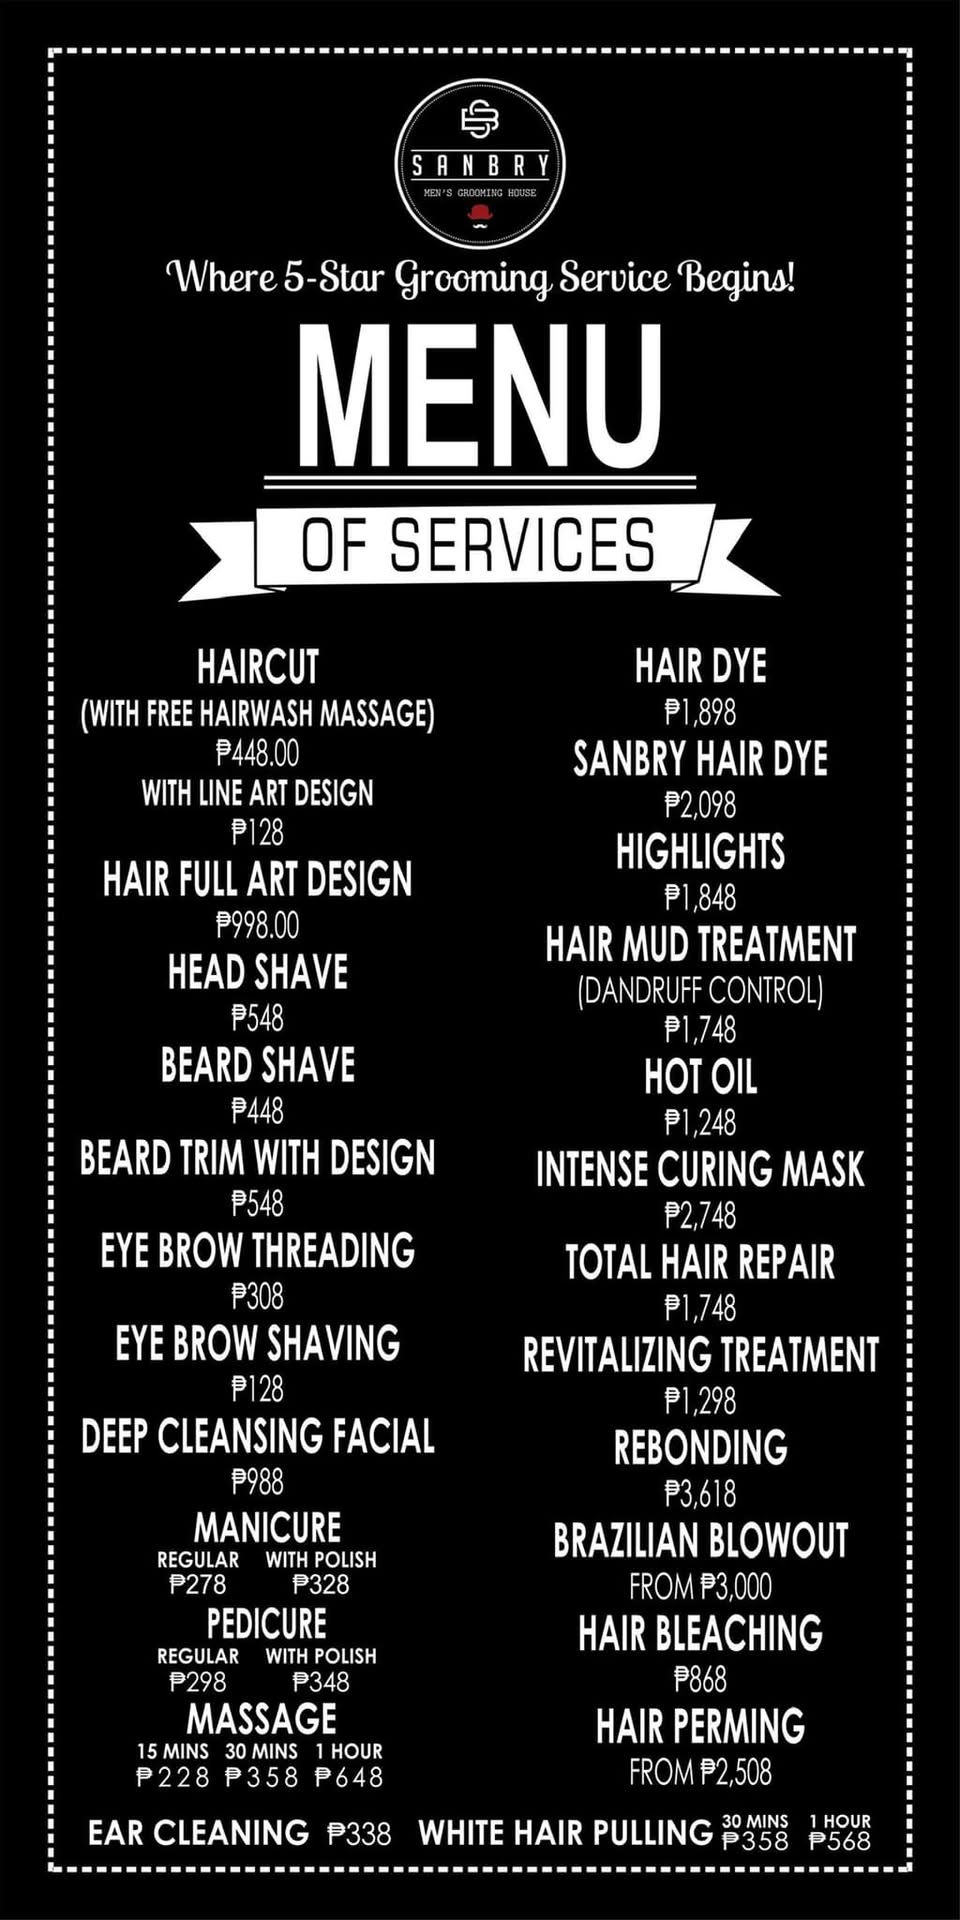 SB
SANBRY
MEN'S GROOMING HOUSE
Where 5-Star Grooming Service Begins!
MENU
OF SERVICES
HAIRCUT
(WITH FREE HAIRWASH MASSAGE)
₱448.00
WITH LINE ART DESIGN
₱128
HAIR FULL ART DESIGN
₱998.00
HEAD SHAVE
₱548
BEARD SHAVE
₱448
BEARD TRIM WITH DESIGN
₱548
EYE BROW THREADING
₱308
EYE BROW SHAVING
₱128
DEEP CLEANSING FACIAL
₱988
MANICURE
REGULAR WITH POLISH
₱278 ₱328
PEDICURE
REGULAR WITH POLISH
₱298 ₱348
MASSAGE
15 MINS 30 MINS 1 HOUR
₱228 ₱358 ₱648
HAIR DYE
₱1,898
SANBRY HAIR DYE
₱2,098
HIGHLIGHTS
₱1,848
HAIR MUD TREATMENT
(DANDRUFF CONTROL)
₱1,748
HOT OIL
₱1,248
INTENSE CURING MASK
₱2,748
TOTAL HAIR REPAIR
₱1,748
REVITALIZING TREATMENT
₱1,298
REBONDING
₱3,618
BRAZILIAN BLOWOUT
FROM ₱3,000
HAIR BLEACHING
₱868
HAIR PERMING
FROM ₱2,508
EAR CLEANING ₱338
WHITE HAIR PULLING
30 MINS 1 HOUR
₱358 ₱568